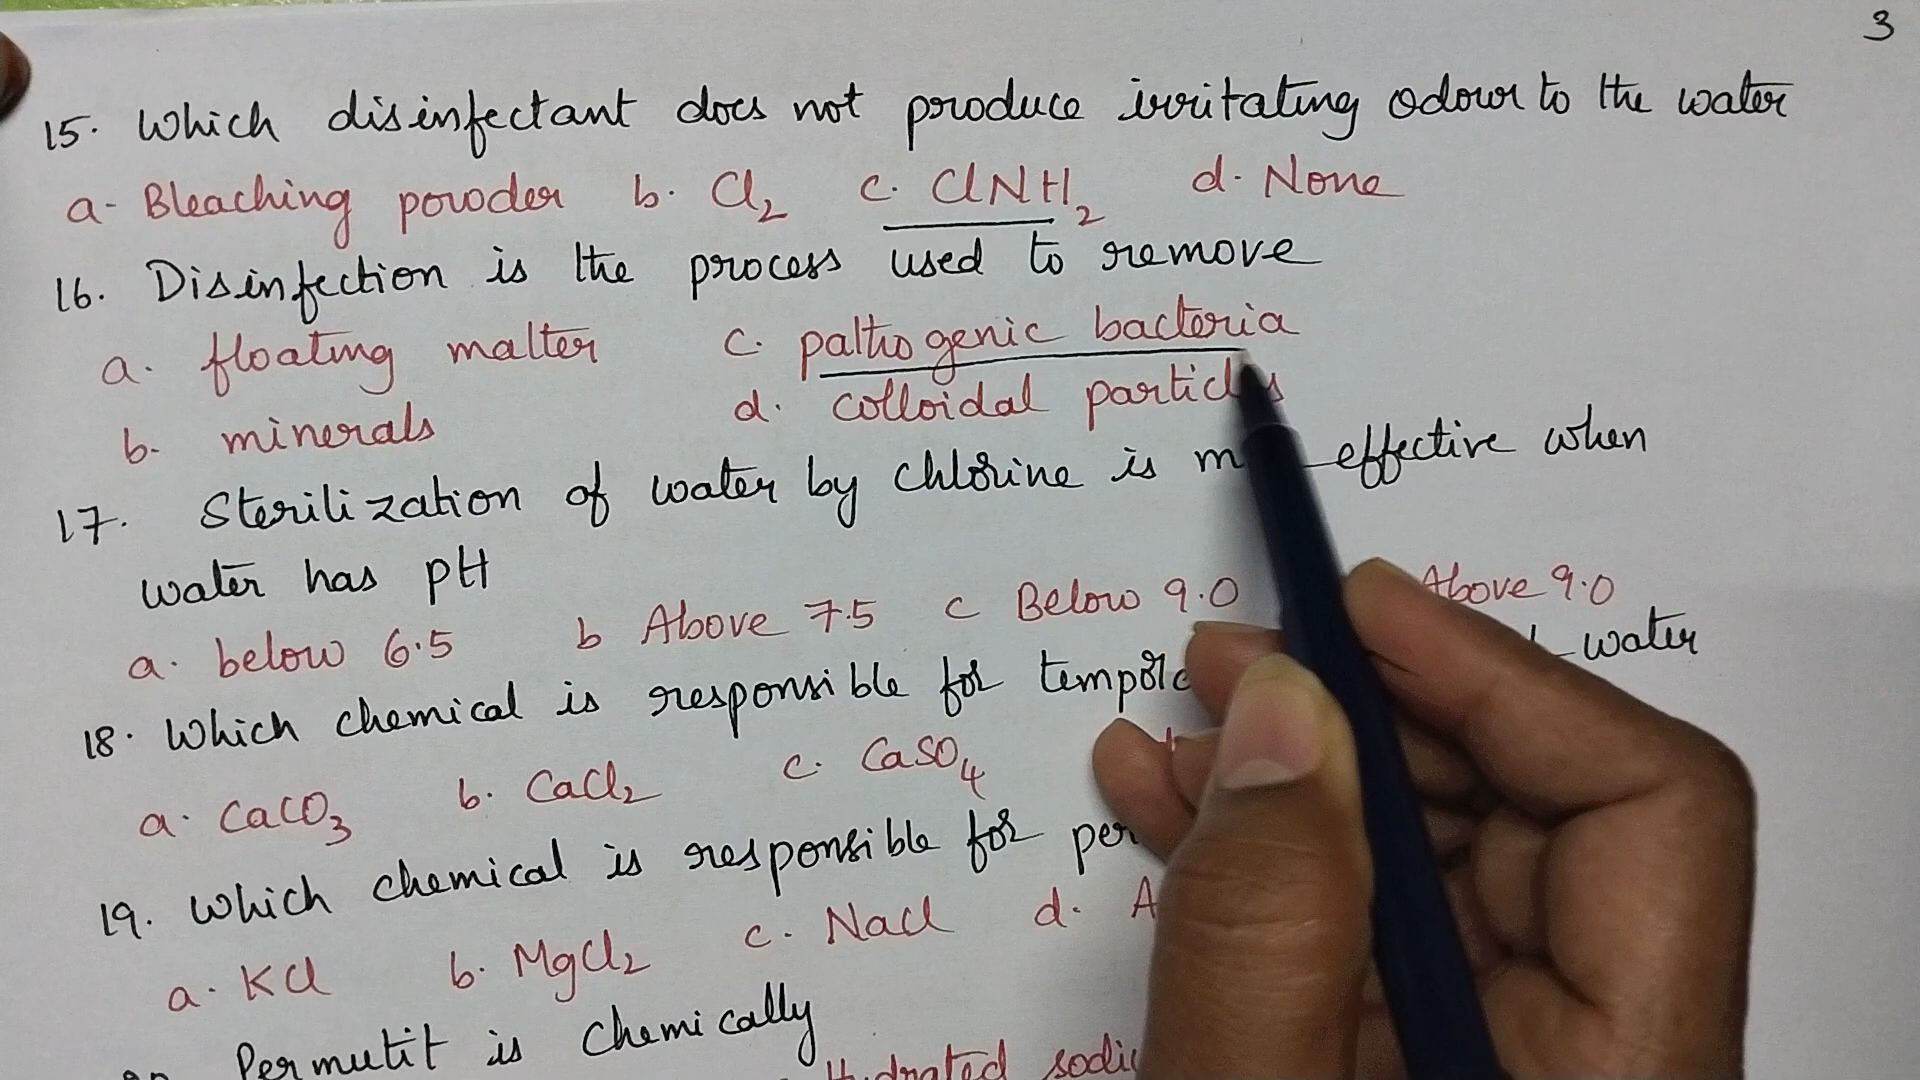 3
15. Which disinfectant does not produce irritating odour to the water
a- Bleaching powder b. Cl2 c. ClNH2 d. None
16. Disinfection is the process used to remove
a. floating matter c. pathogenic bacteria
b. minerals d. colloidal particles
17. Sterilization of water by chlorine is effective when
water has pH
a. below 6.5 b Above 7.5 c Below 9.0 Above 9.0
18. Which chemical is responsible for water
a. CaCO3 b. CaCl2 c. CaSO4
19. Which chemical is responsible for
a. KCl b. MgCl2 c. NaCl d. A
Permutit is chemically
Hydrated